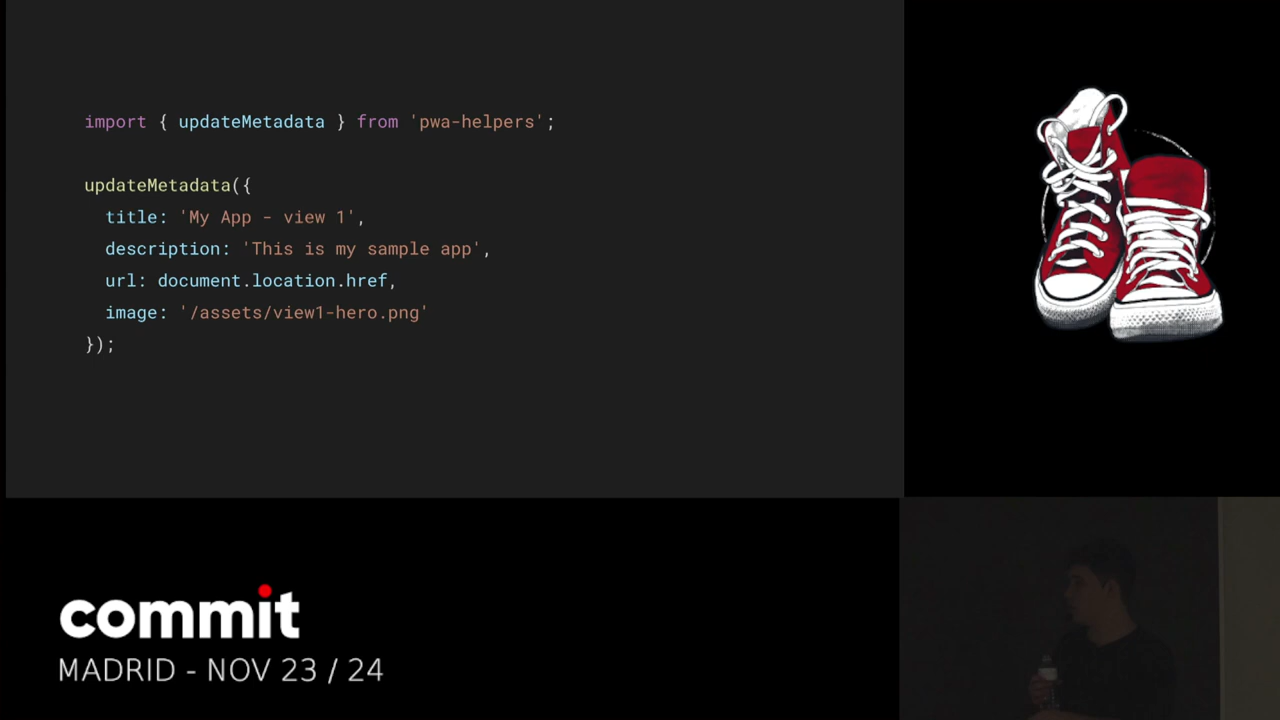 import { updateMetadata } from 'pwa-helpers';
updateMetadata({
title: 'My App - view 1',
description: 'This is my sample app',
url: document.location.href,
image: '/assets/view1-hero.png'
});
commit
MADRID - NOV 23 / 24